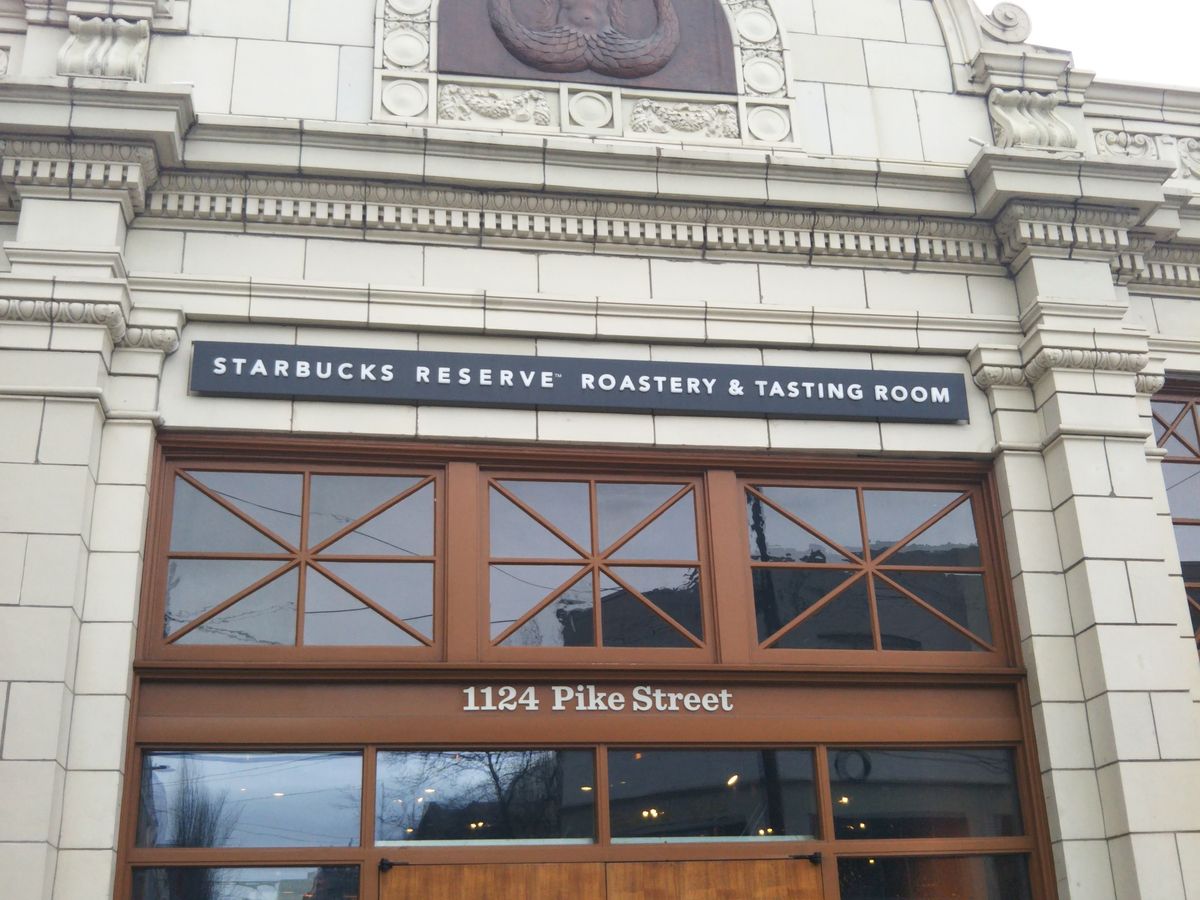 STARBUCKS RESERVE™ ROASTERY & TASTING ROOM
1124 Pike Street